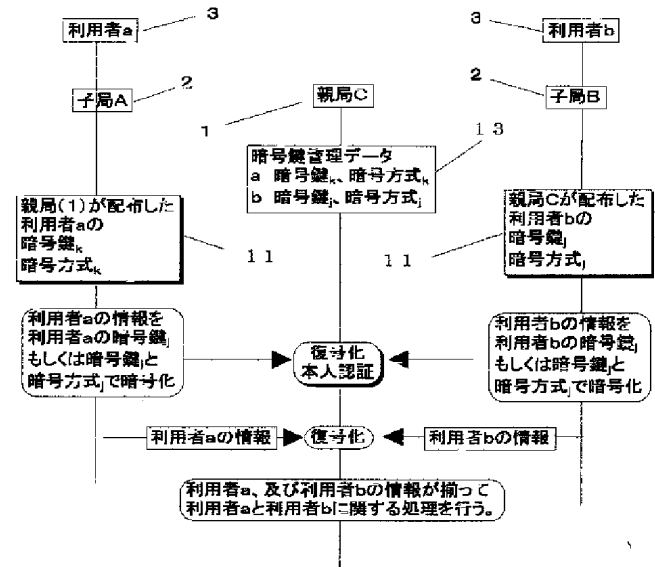 3
利用者a
3
利用者b
2
子局A
1
親局C
2
子局B
13
暗号鍵管理データ
a 暗号鍵k、暗号方式k
b 暗号鍵j、暗号方式j
親局(1)が配布した
利用者aの
暗号鍵k
暗号方式k
11
親局Cが配布した
利用者bの
暗号鍵j
暗号方式j
11
利用者aの情報を
利用者aの暗号鍵j
もしくは暗号鍵jと
暗号方式jで暗号化
復号化
本人認証
利用者bの情報を
利用者bの暗号鍵j
もしくは暗号鍵jと
暗号方式jで暗号化
利用者aの情報
復号化
利用者bの情報
利用者a、及び利用者bの情報が揃って
利用者aと利用者bに関する処理を行う。